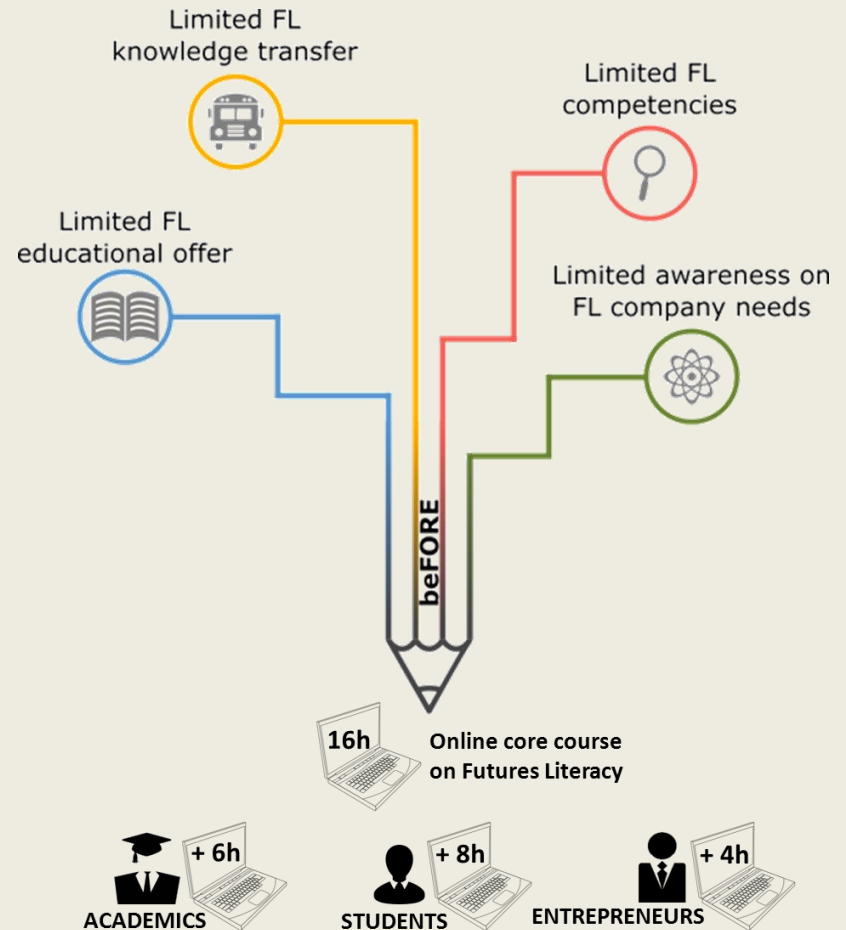 Limited FL
knowledge transfer
Limited FL
competencies
Limited FL
educational offer
Limited awareness on
FL company needs
beFORE
16h
Online core course
on Futures Literacy
+ 6h
ACADEMICS
+ 8h
STUDENTS
+ 4h
ENTREPRENEURS